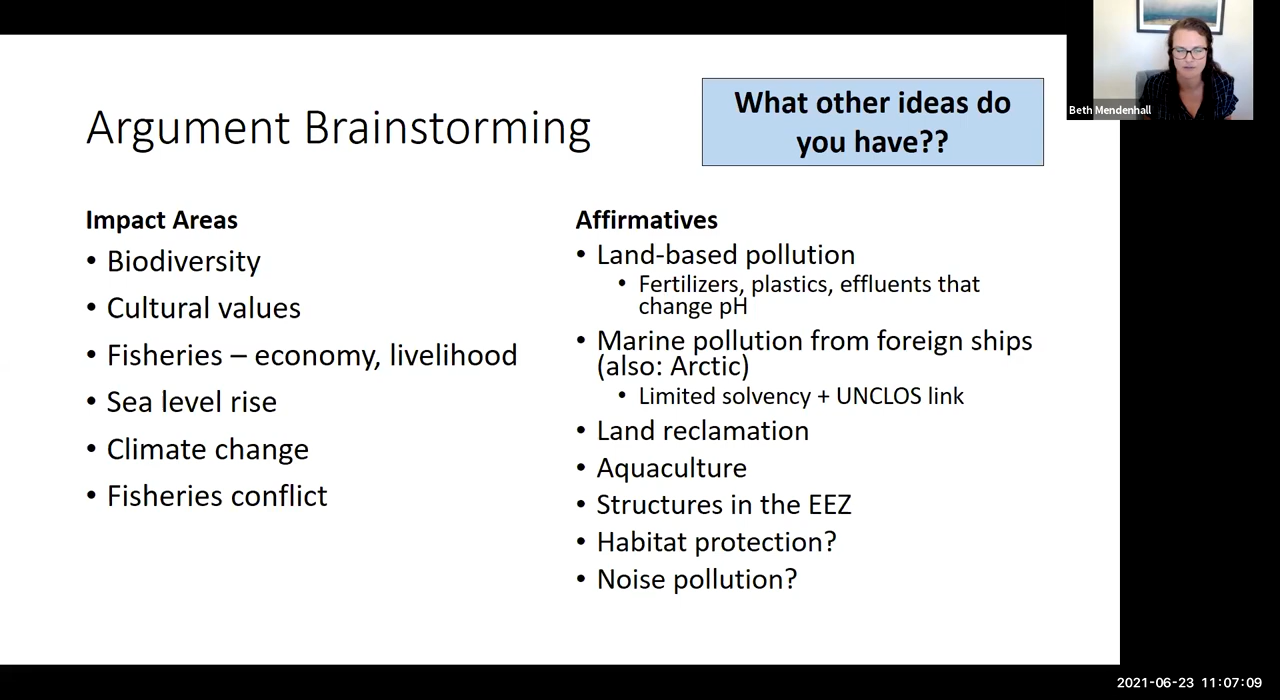 Argument Brainstorming
What other ideas do
you have??
Beth Mendenhall
Impact Areas
• Biodiversity
• Cultural values
• Fisheries – economy, livelihood
• Sea level rise
• Climate change
• Fisheries conflict
Affirmatives
• Land-based pollution
• Fertilizers, plastics, effluents that
change pH
• Marine pollution from foreign ships
(also: Arctic)
• Limited solvency + UNCLOS link
• Land reclamation
• Aquaculture
• Structures in the EEZ
• Habitat protection?
• Noise pollution?
2021-06-23 11:07:09